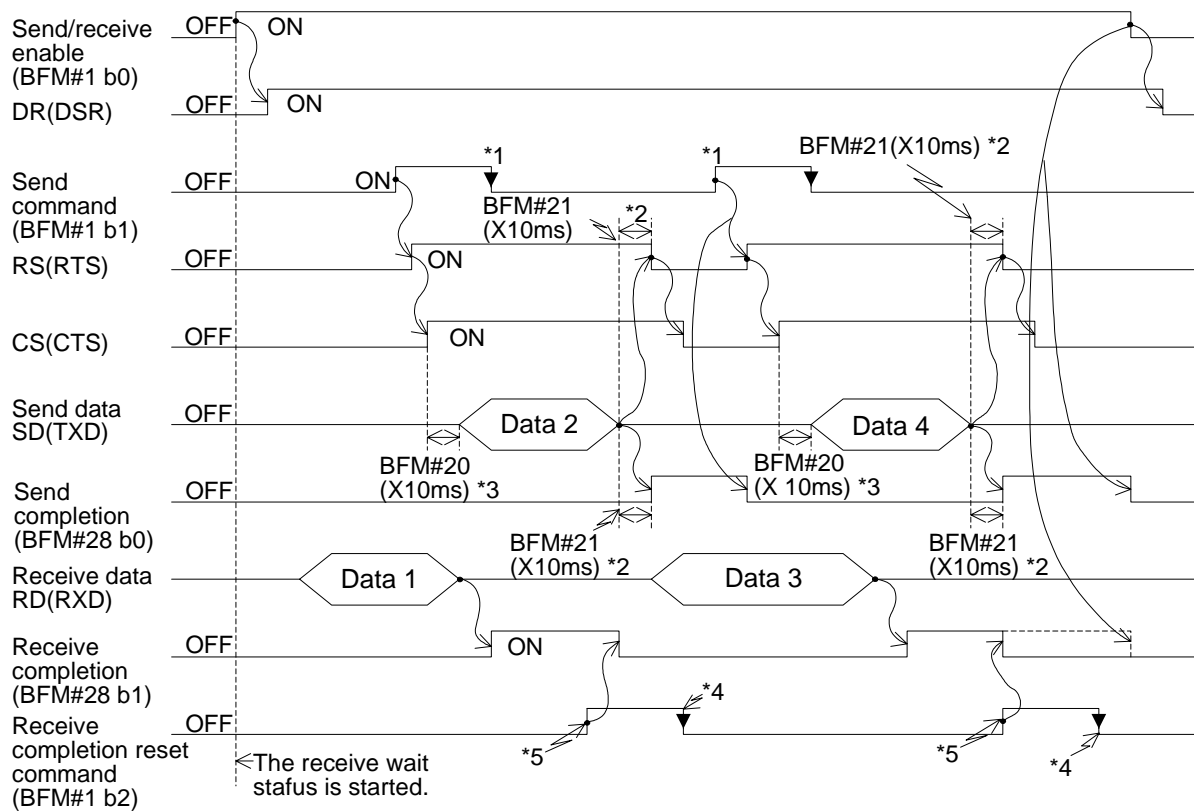 Send/receive
enable
(BFM#1 b0)
OFF
ON
DR(DSR)
OFF
ON
Send
command
(BFM#1 b1)
OFF
ON
*1
*1
BFM#21(X10ms) *2
BFM#21
(X10ms)
*2
RS(RTS)
OFF
ON
CS(CTS)
OFF
ON
Send data
SD(TXD)
OFF
Data 2
Data 4
BFM#20
(X10ms) *3
BFM#20
(X 10ms) *3
Send
completion
(BFM#28 b0)
OFF
BFM#21
(X10ms) *2
BFM#21
(X10ms) *2
Receive data
RD(RXD)
Data 1
Data 3
Receive
completion
(BFM#28 b1)
OFF
ON
Receive
completion reset
command
(BFM#1 b2)
OFF
*4
*5
*5
*4
The receive wait
stafus is started.